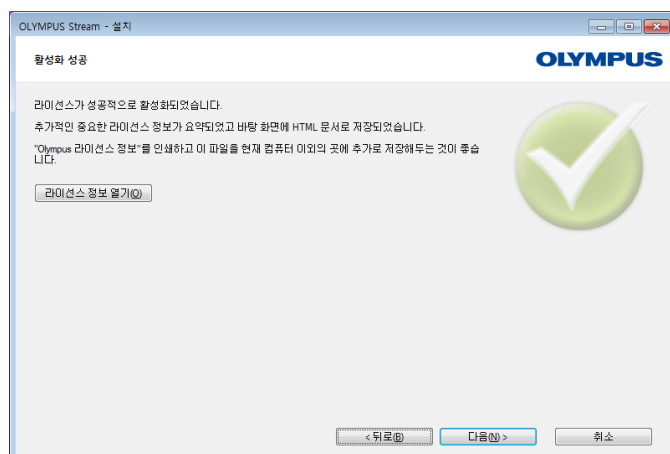 OLYMPUS Stream - 설치
활성화 성공
OLYMPUS
라이선스가 성공적으로 활성화되었습니다.
추가적인 중요한 라이선스 정보가 요약되었고 바탕 화면에 HTML 문서로 저장되었습니다.
"Olympus 라이선스 정보"를 인쇄하고 이 파일을 현재 컴퓨터 이외의 곳에 추가로 저장해두는 것이 좋습
니다.
라이선스 정보 열기(O)
< 뒤로(B)
다음(N) >
취소